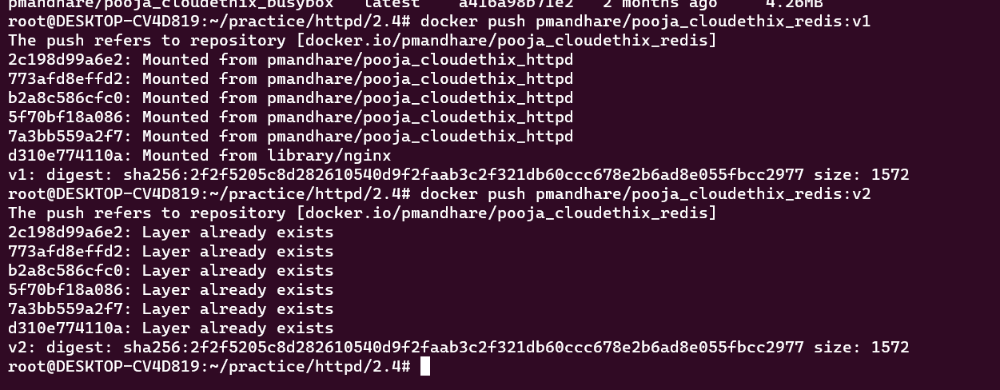 pmandhare/pooja_cloudethix_busybox   latest    a416a98b71e2   2 months ago     4.26MB
root@DESKTOP-CV4D819:~/practice/httpd/2.4# docker push pmandhare/pooja_cloudethix_redis:v1
The push refers to repository [docker.io/pmandhare/pooja_cloudethix_redis]
2c198d99a6e2: Mounted from pmandhare/pooja_cloudethix_httpd
773afd8effd2: Mounted from pmandhare/pooja_cloudethix_httpd
b2a8c586cfc0: Mounted from pmandhare/pooja_cloudethix_httpd
5f70bf18a086: Mounted from pmandhare/pooja_cloudethix_httpd
7a3bb559a2f7: Mounted from pmandhare/pooja_cloudethix_httpd
d310e774110a: Mounted from library/nginx
v1: digest: sha256:2f2f5205c8d282610540d9f2faab3c2f321db60ccc678e2b6ad8e055fbcc2977 size: 1572
root@DESKTOP-CV4D819:~/practice/httpd/2.4# docker push pmandhare/pooja_cloudethix_redis:v2
The push refers to repository [docker.io/pmandhare/pooja_cloudethix_redis]
2c198d99a6e2: Layer already exists
773afd8effd2: Layer already exists
b2a8c586cfc0: Layer already exists
5f70bf18a086: Layer already exists
7a3bb559a2f7: Layer already exists
d310e774110a: Layer already exists
v2: digest: sha256:2f2f5205c8d282610540d9f2faab3c2f321db60ccc678e2b6ad8e055fbcc2977 size: 1572
root@DESKTOP-CV4D819:~/practice/httpd/2.4#